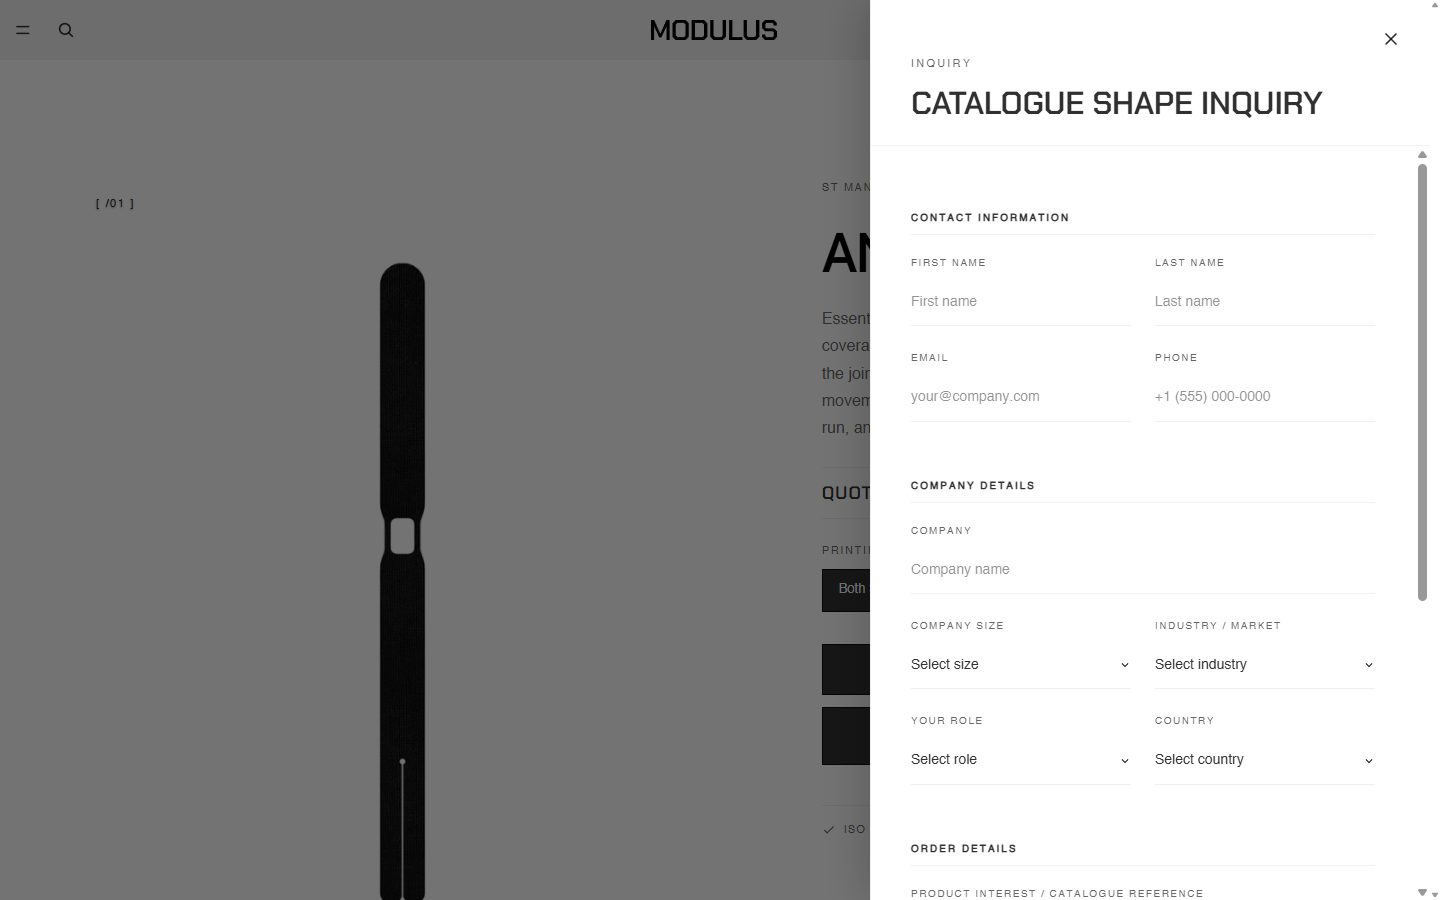 MODULUS
[ /01 ]
ST MAN
AN
Essent
covera
the join
movem
run, an
QUOT
PRINTI
Both
ISO
INQUIRY
CATALOGUE SHAPE INQUIRY
CONTACT INFORMATION
FIRST NAME
LAST NAME
First name
Last name
EMAIL
PHONE
your@company.com
+1 (555) 000-0000
COMPANY DETAILS
COMPANY
Company name
COMPANY SIZE
INDUSTRY / MARKET
Select size
Select industry
YOUR ROLE
COUNTRY
Select role
Select country
ORDER DETAILS
PRODUCT INTEREST / CATALOGUE REFERENCE